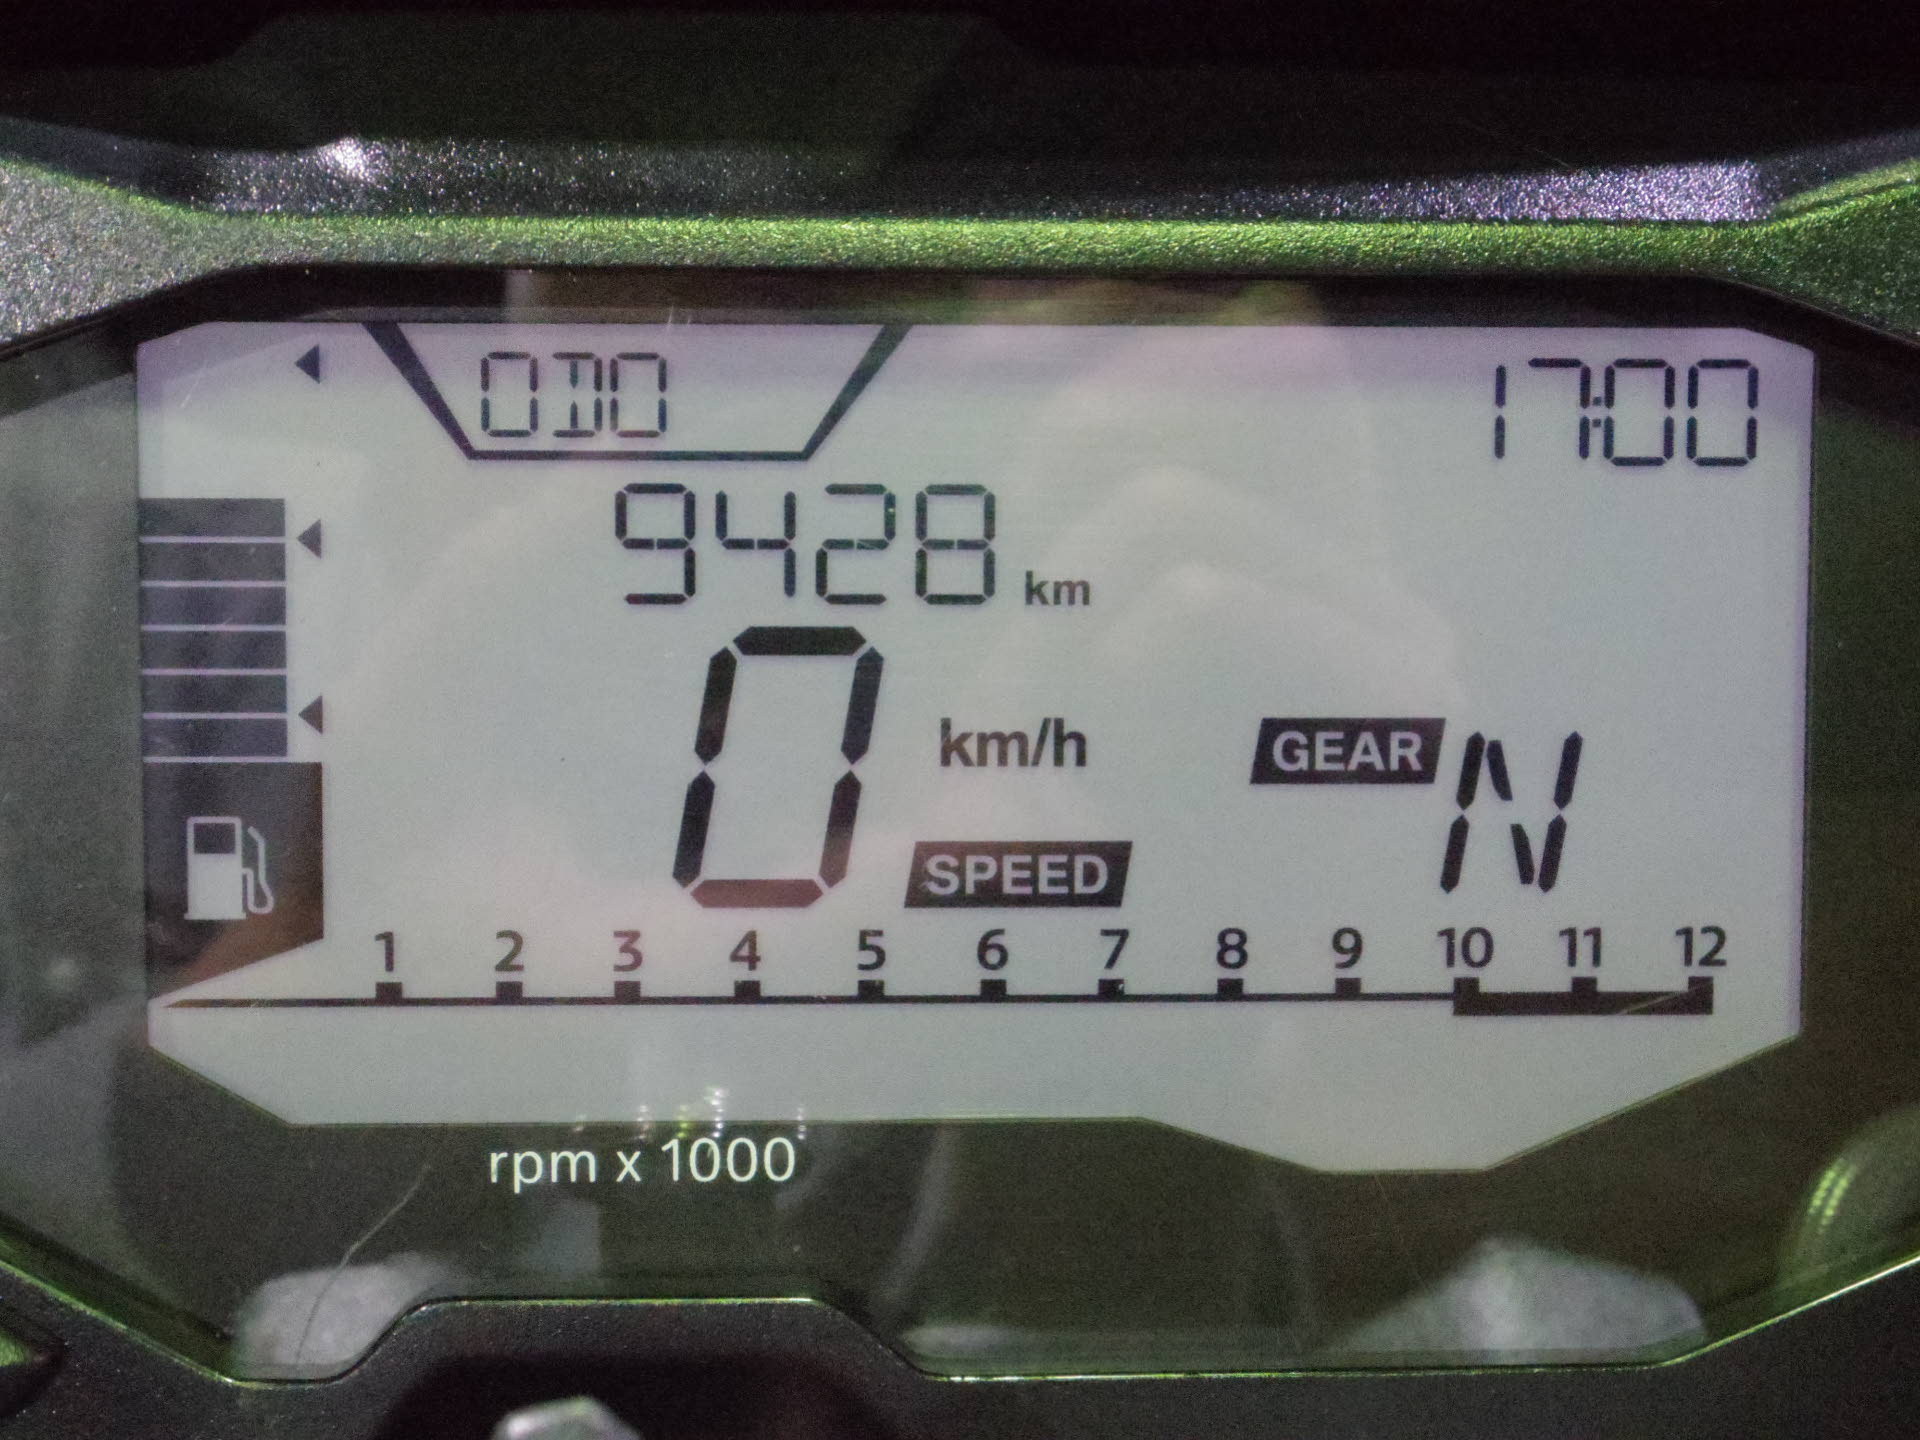 ODO 17:00
9428 km
0 km/h GEAR N
SPEED
1 2 3 4 5 6 7 8 9 10 11 12
rpm x 1000